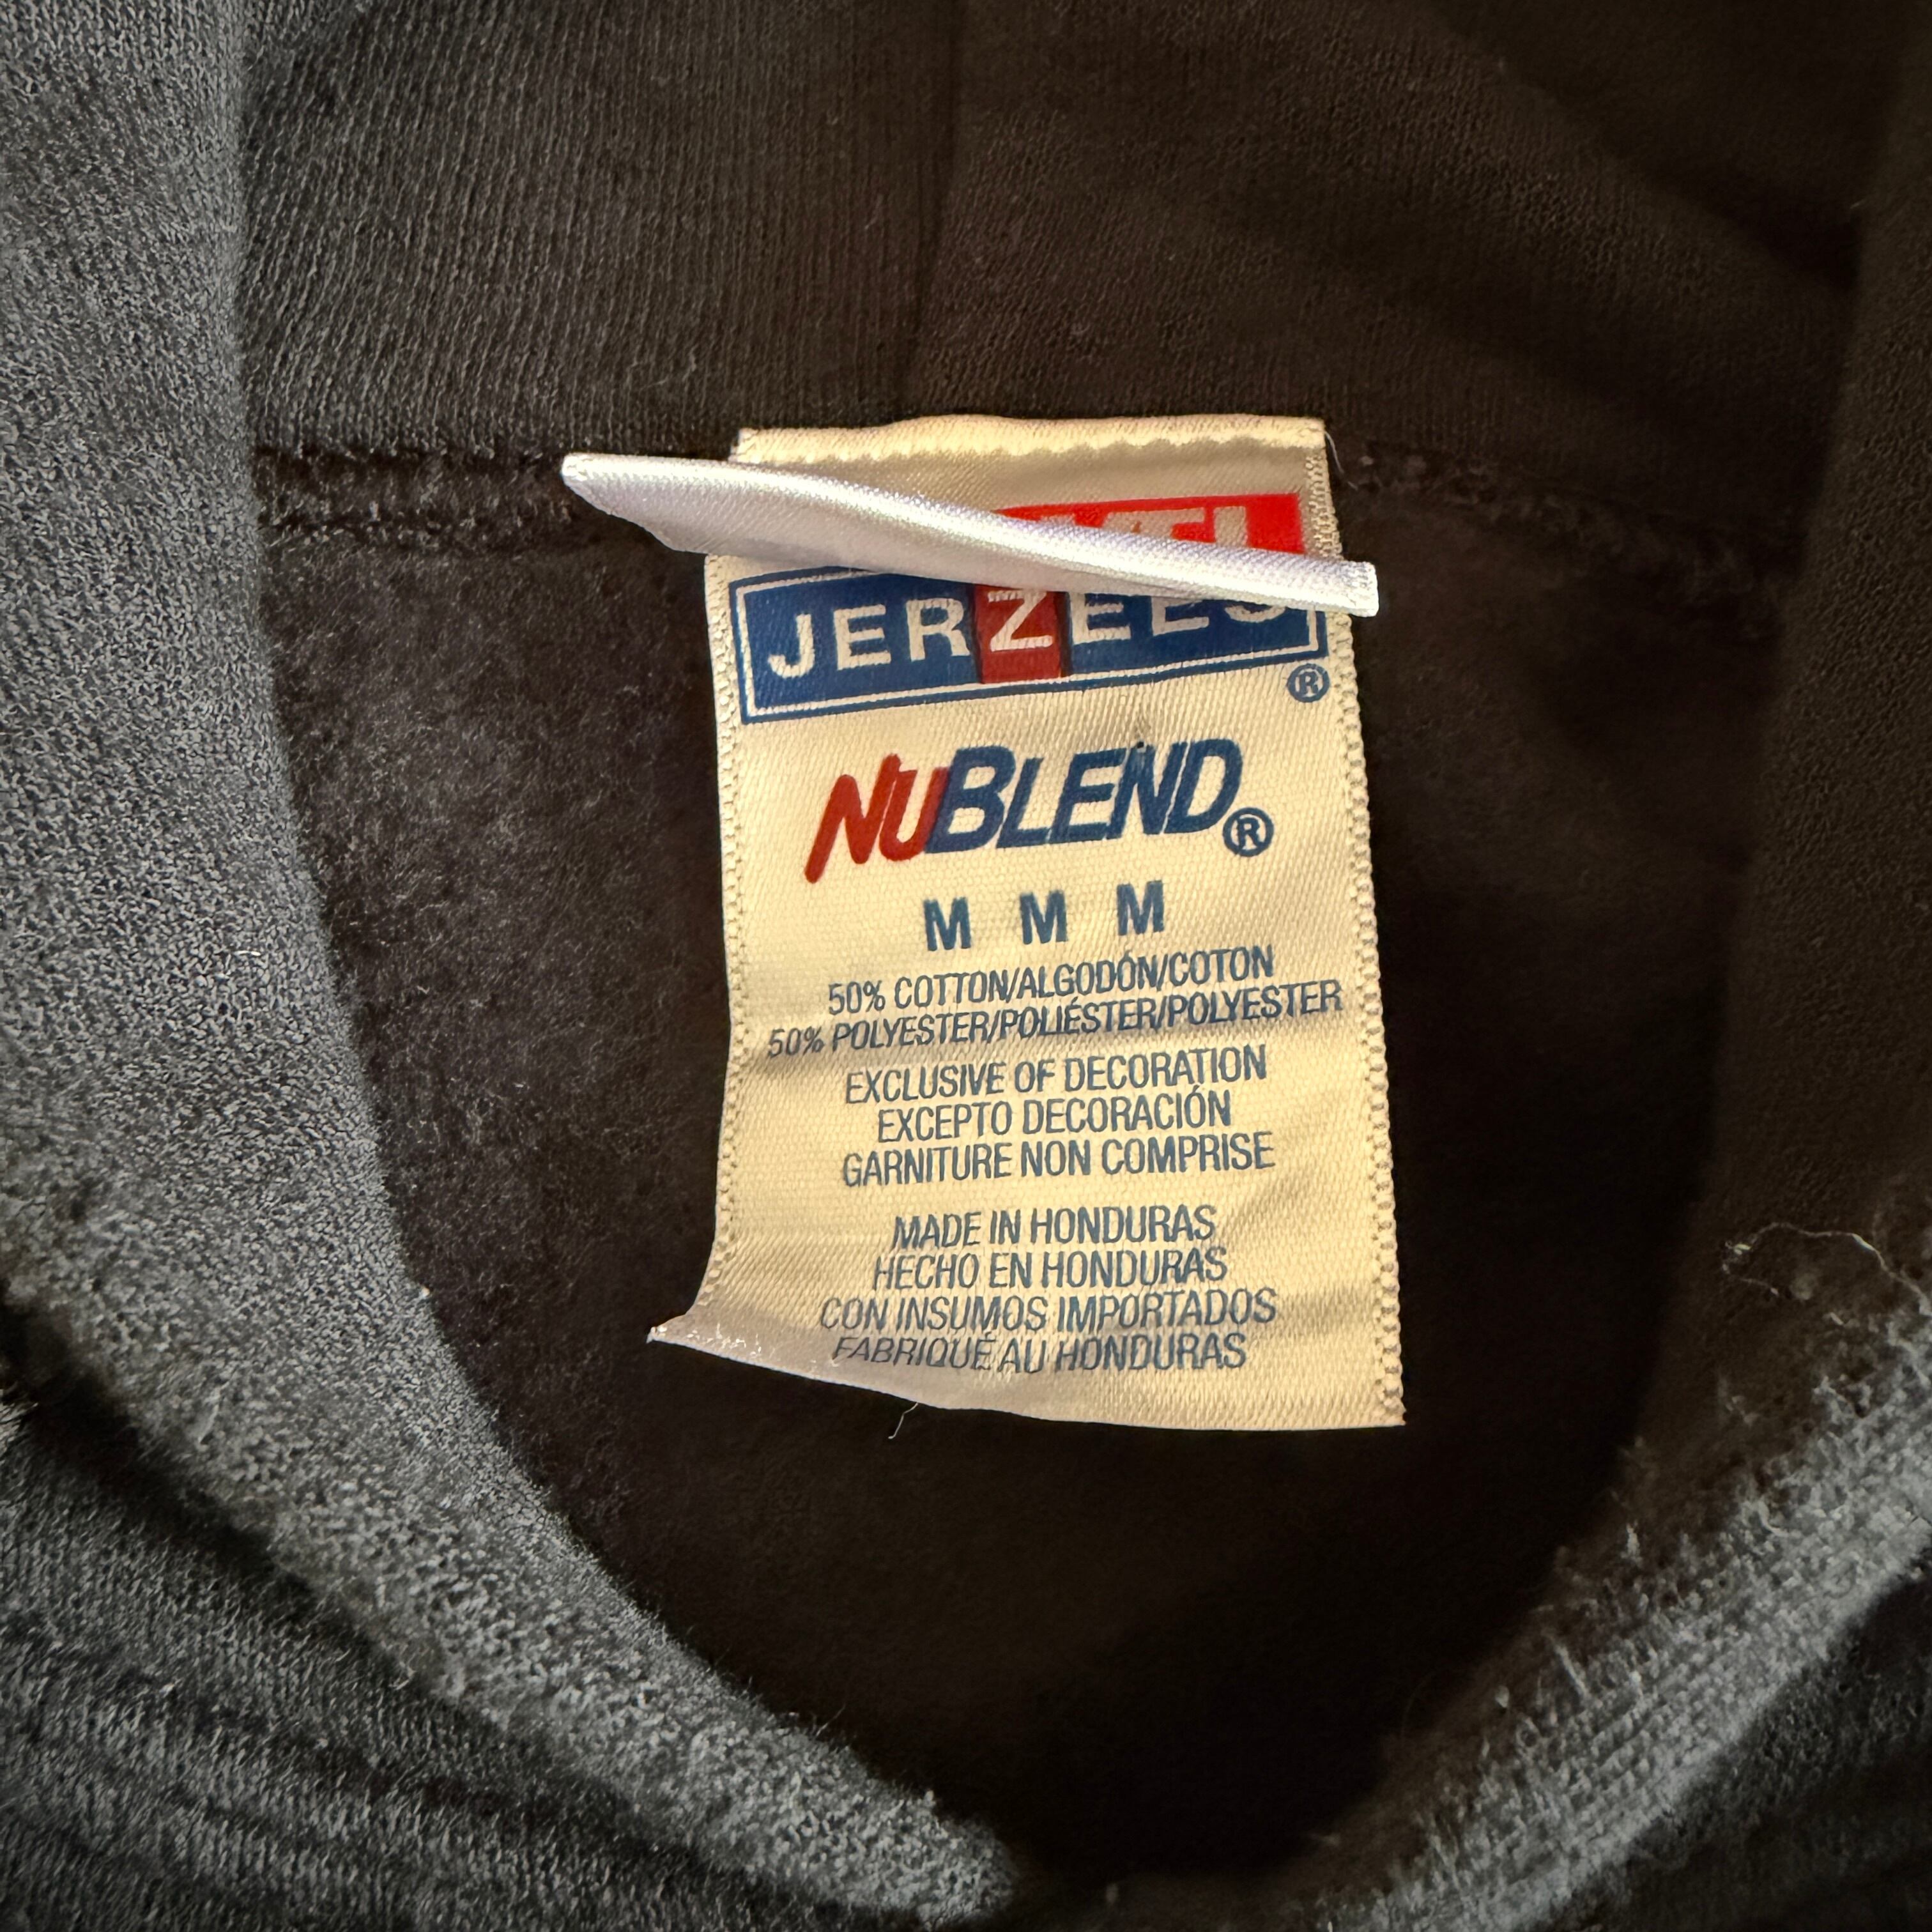 JERZEES
®
NUBLEND®
M M M
50% COTTON/ALGODÓN/COTON
50% POLYESTER/POLIÉSTER/POLYESTER
EXCLUSIVE OF DECORATION
EXCEPTO DECORACIÓN
GARNITURE NON COMPRISE
MADE IN HONDURAS
HECHO EN HONDURAS
CON INSUMOS IMPORTADOS
FABRIQUÉ AU HONDURAS